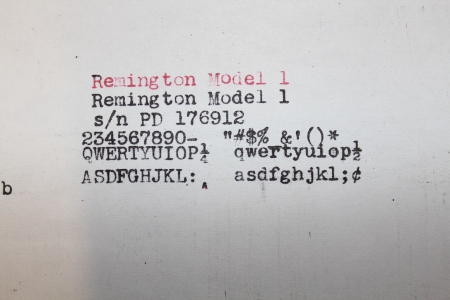 Remington Model 1
Remington Model 1
s/n PD 176912
234567890- "#$% &'()*
QWERTYUIOP¼ qwertyuiop½
ASDFGHJKL: asdfghjkl;¢
b